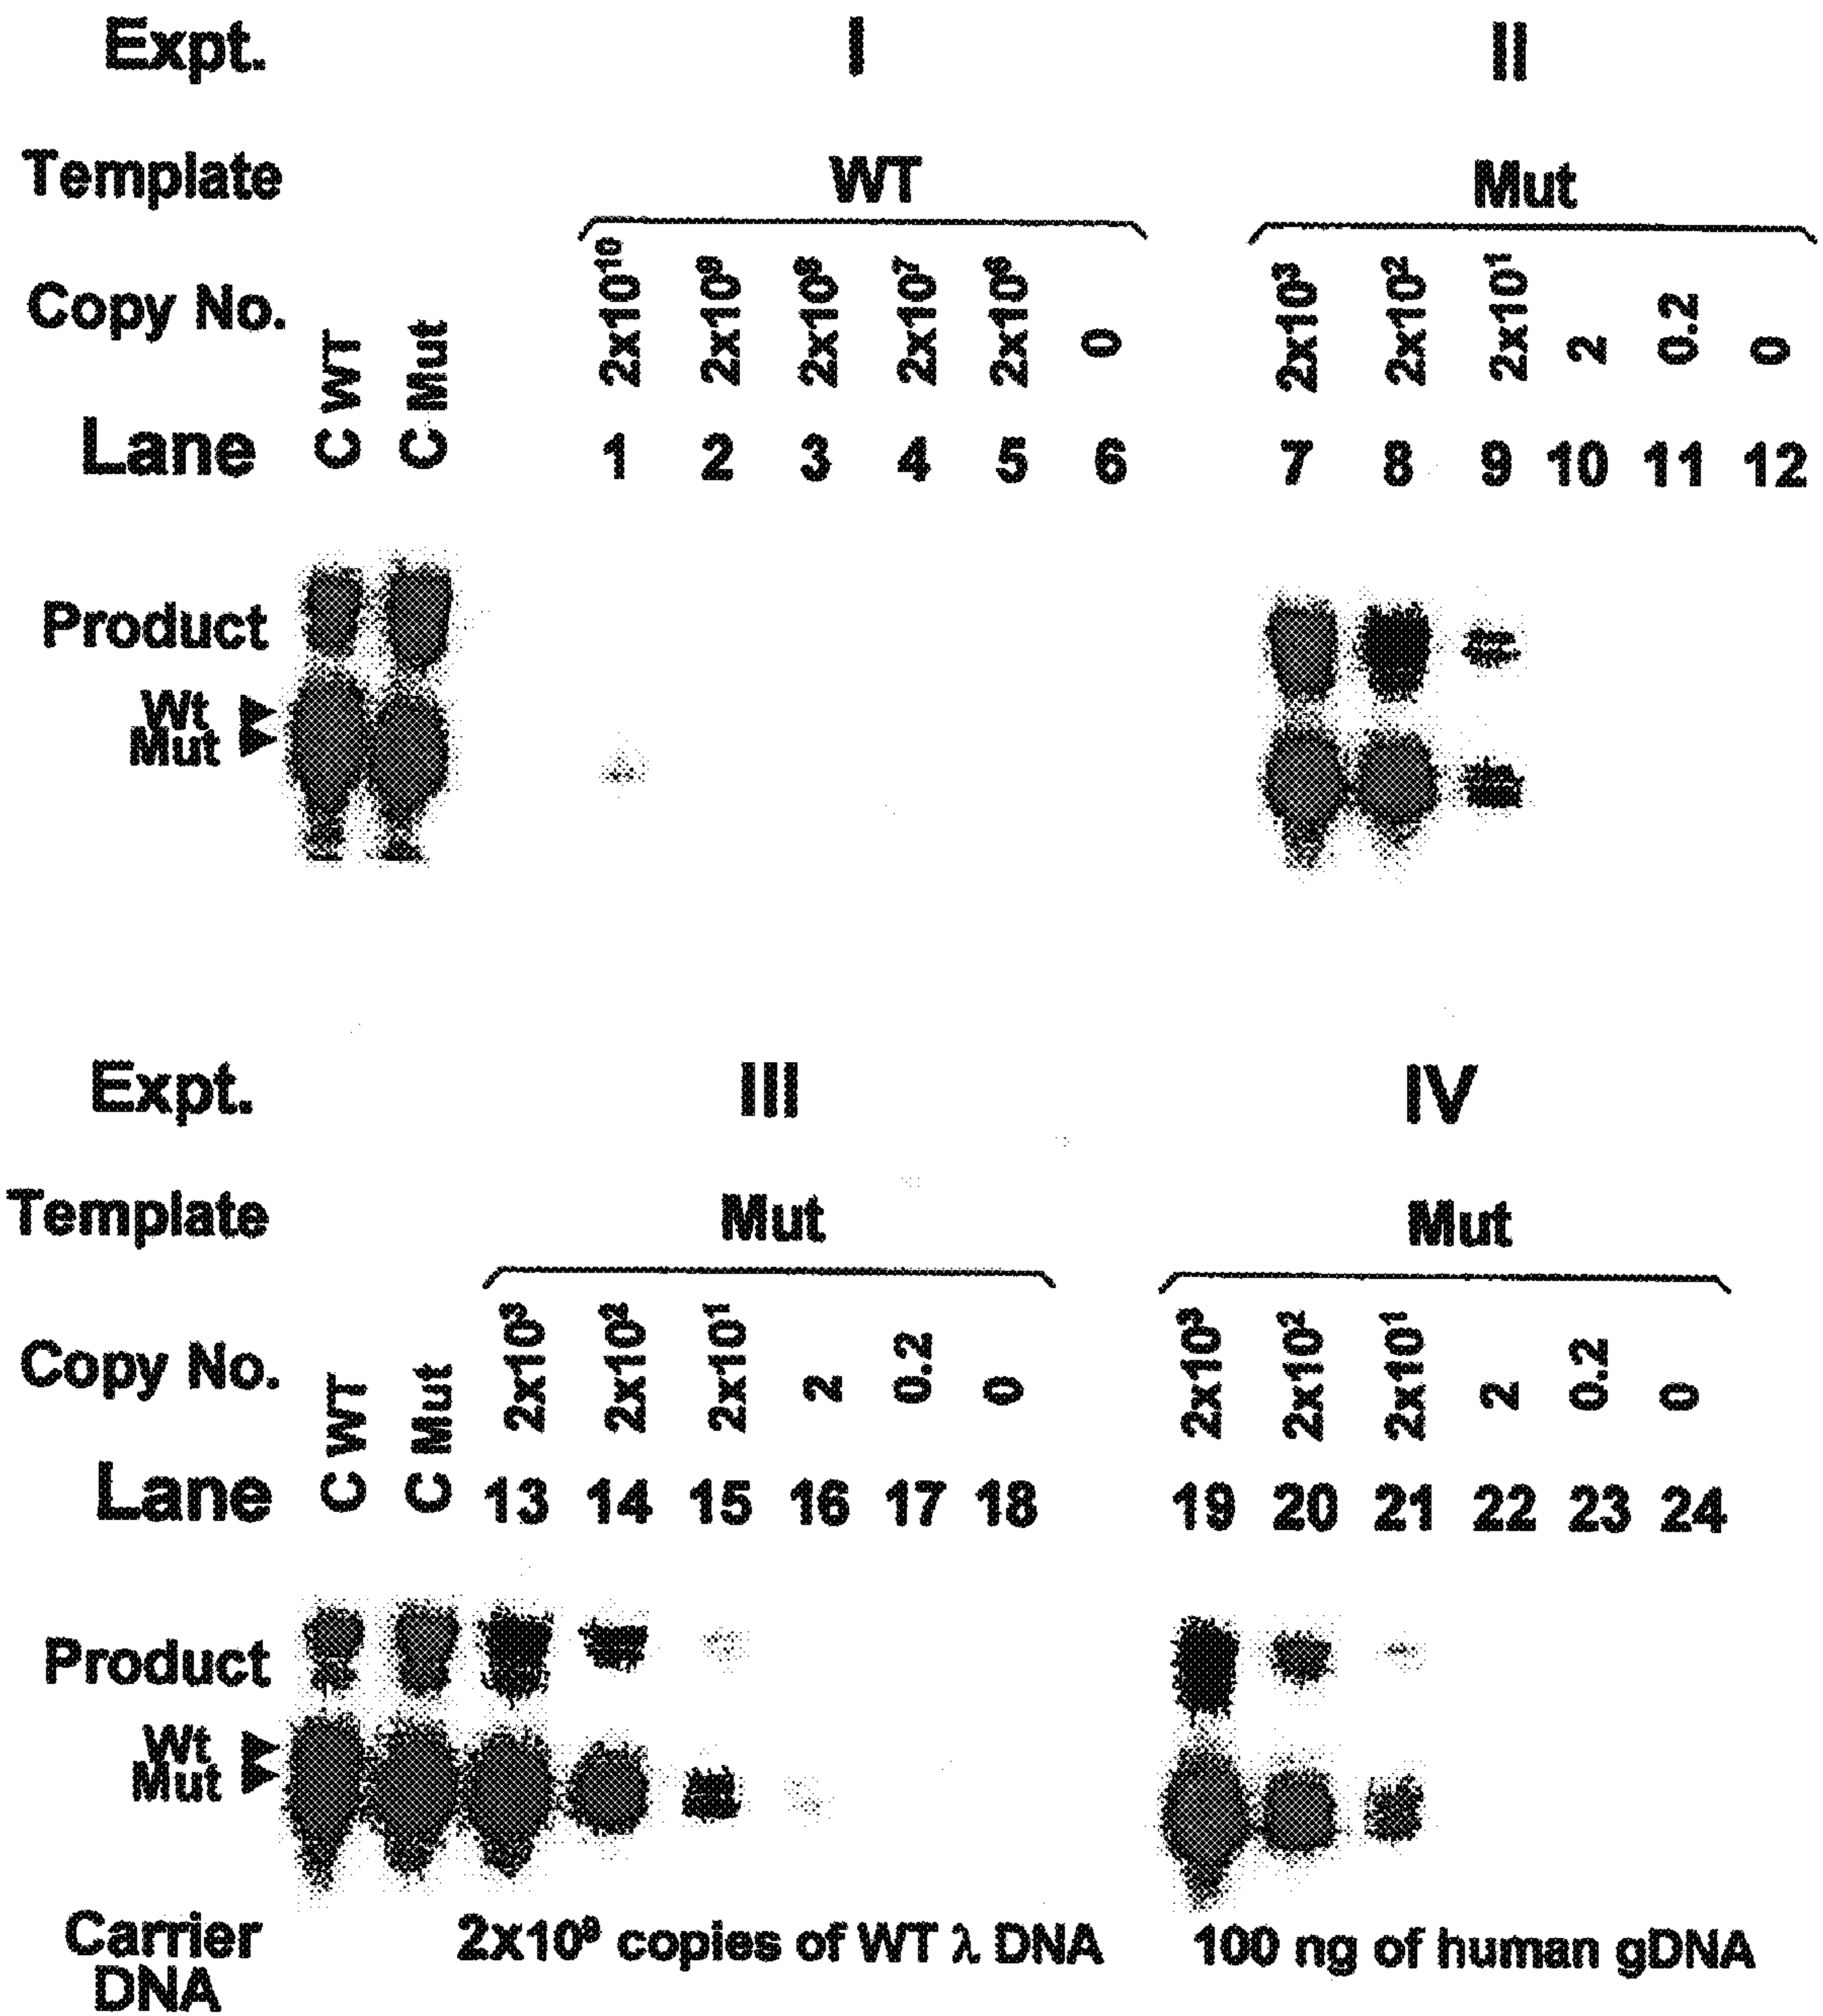 Expt. I II
Template WT Mut
Copy No. 2x10¹⁰ 2x10⁹ 2x10⁸ 2x10⁷ 2x10⁶ 0 2x10³ 2x10² 2x10¹ 2 0.2 0
Lane C WT C Mut 1 2 3 4 5 6 7 8 9 10 11 12
Product
Wt
Mut
Expt. III IV
Template Mut Mut
Copy No. 2x10³ 2x10² 2x10¹ 2 0.2 0 2x10³ 2x10² 2x10¹ 2 0.2 0
Lane C WT C Mut 13 14 15 16 17 18 19 20 21 22 23 24
Product
Wt
Mut
Carrier DNA 2x10⁹ copies of WT λ DNA 100 ng of human gDNA